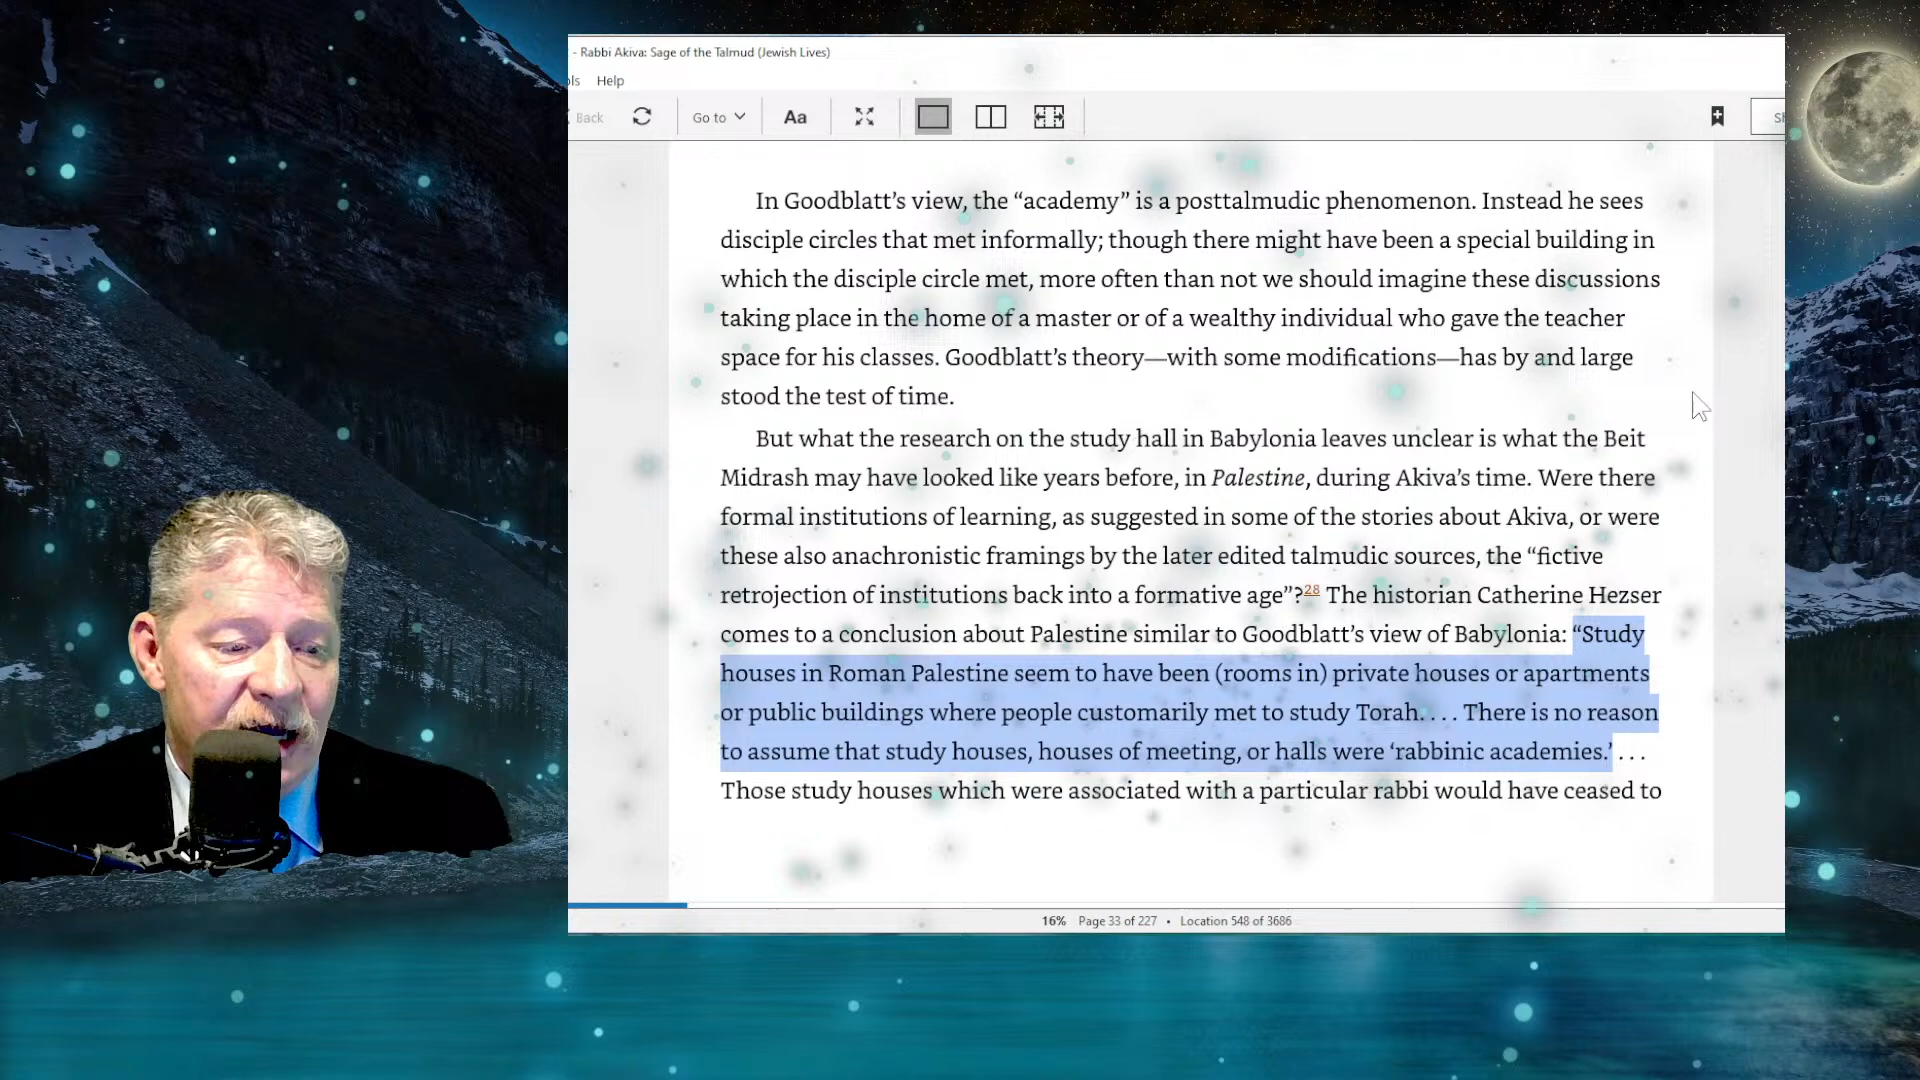 - Rabbi Akiva: Sage of the Talmud (Jewish Lives)
ols Help
Back Go to Aa
In Goodblatt’s view, the “academy” is a posttalmudic phenomenon. Instead he sees
disciple circles that met informally; though there might have been a special building in
which the disciple circle met, more often than not we should imagine these discussions
taking place in the home of a master or of a wealthy individual who gave the teacher
space for his classes. Goodblatt’s theory—with some modifications—has by and large
stood the test of time.
But what the research on the study hall in Babylonia leaves unclear is what the Beit
Midrash may have looked like years before, in Palestine, during Akiva’s time. Were there
formal institutions of learning, as suggested in some of the stories about Akiva, or were
these also anachronistic framings by the later edited talmudic sources, the “fictive
retrojection of institutions back into a formative age”?28 The historian Catherine Hezser
comes to a conclusion about Palestine similar to Goodblatt’s view of Babylonia: “Study
houses in Roman Palestine seem to have been (rooms in) private houses or apartments
or public buildings where people customarily met to study Torah. . . . There is no reason
to assume that study houses, houses of meeting, or halls were ‘rabbinic academies.’ . . .
Those study houses which were associated with a particular rabbi would have ceased to
16% Page 33 of 227 • Location 548 of 3686